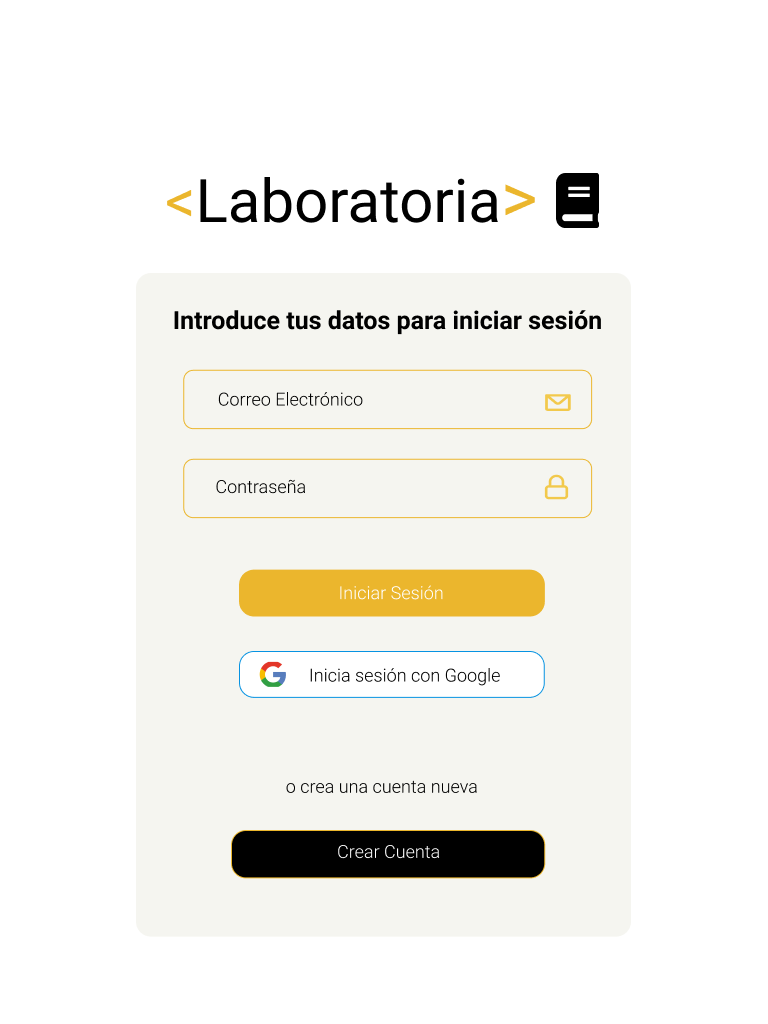 <Laboratoria>
Introduce tus datos para iniciar sesión
Correo Electrónico
Contraseña
Iniciar Sesión
Inicia sesión con Google
o crea una cuenta nueva
Crear Cuenta